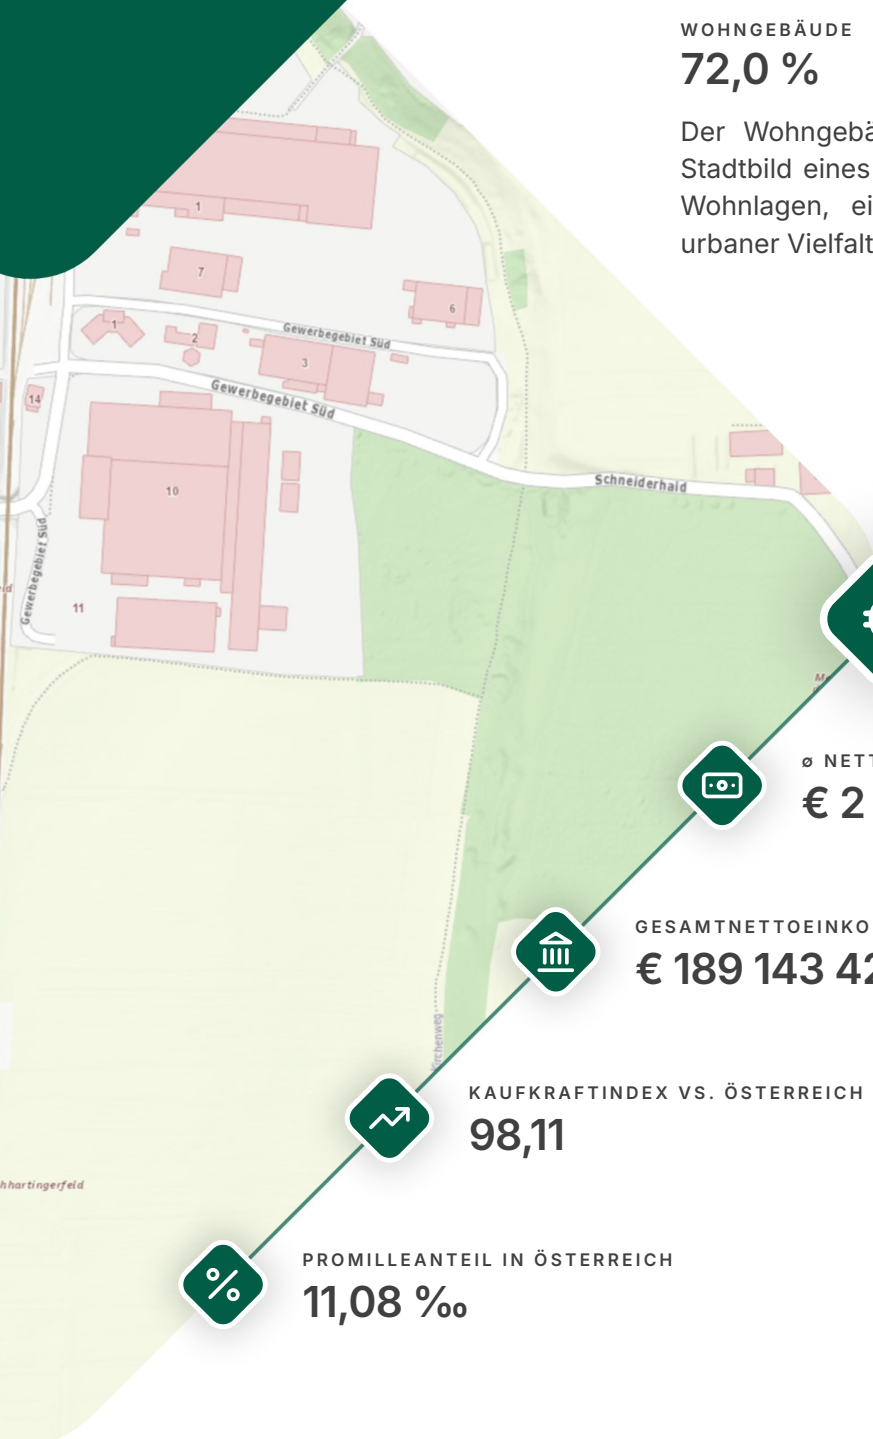 WOHNGEBÄUDE
72,0 %
Der Wohngebä
Stadtbild eines
Wohnlagen, ei
urbaner Vielfalt
1
7
6
1
2
Gewerbegebiet Süd
3
Gewerbegebiet Süd
14
10
Schneiderhaid
Gewerbegebiet Süd
11
ø NETT
€ 2
GESAMTNETTOEINKO
€ 189 143 42
Kirchenweg
KAUFKRAFTINDEX VS. ÖSTERREICH
98,11
hhartingerfeld
PROMILLEANTEIL IN ÖSTERREICH
11,08 ‰